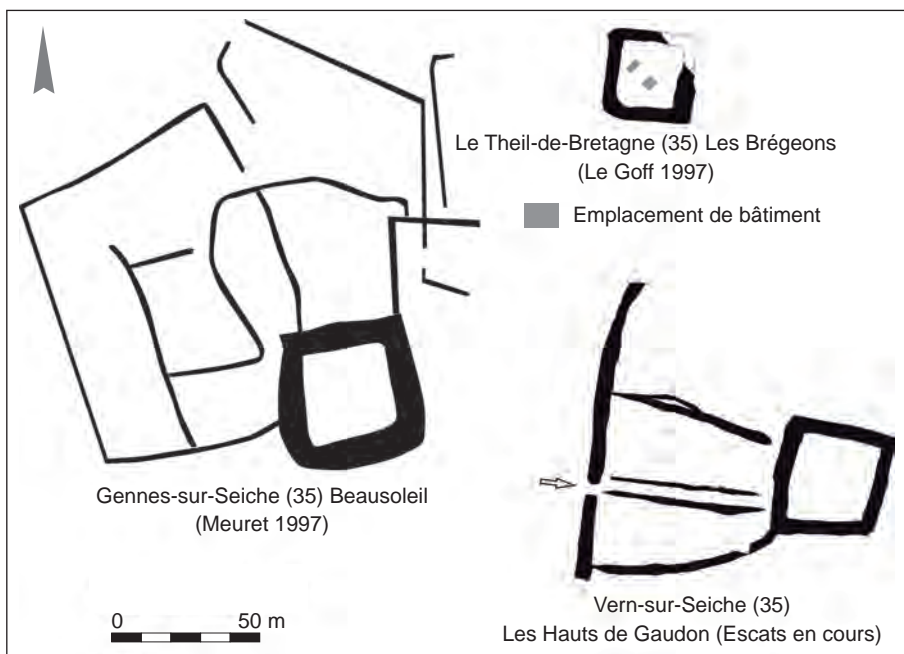 Le Theil-de-Bretagne (35) Les Brégeons
(Le Goff 1997)
Emplacement de bâtiment
Gennes-sur-Seiche (35) Beausoleil
(Meuret 1997)
0 50 m
Vern-sur-Seiche (35)
Les Hauts de Gaudon (Escats en cours)